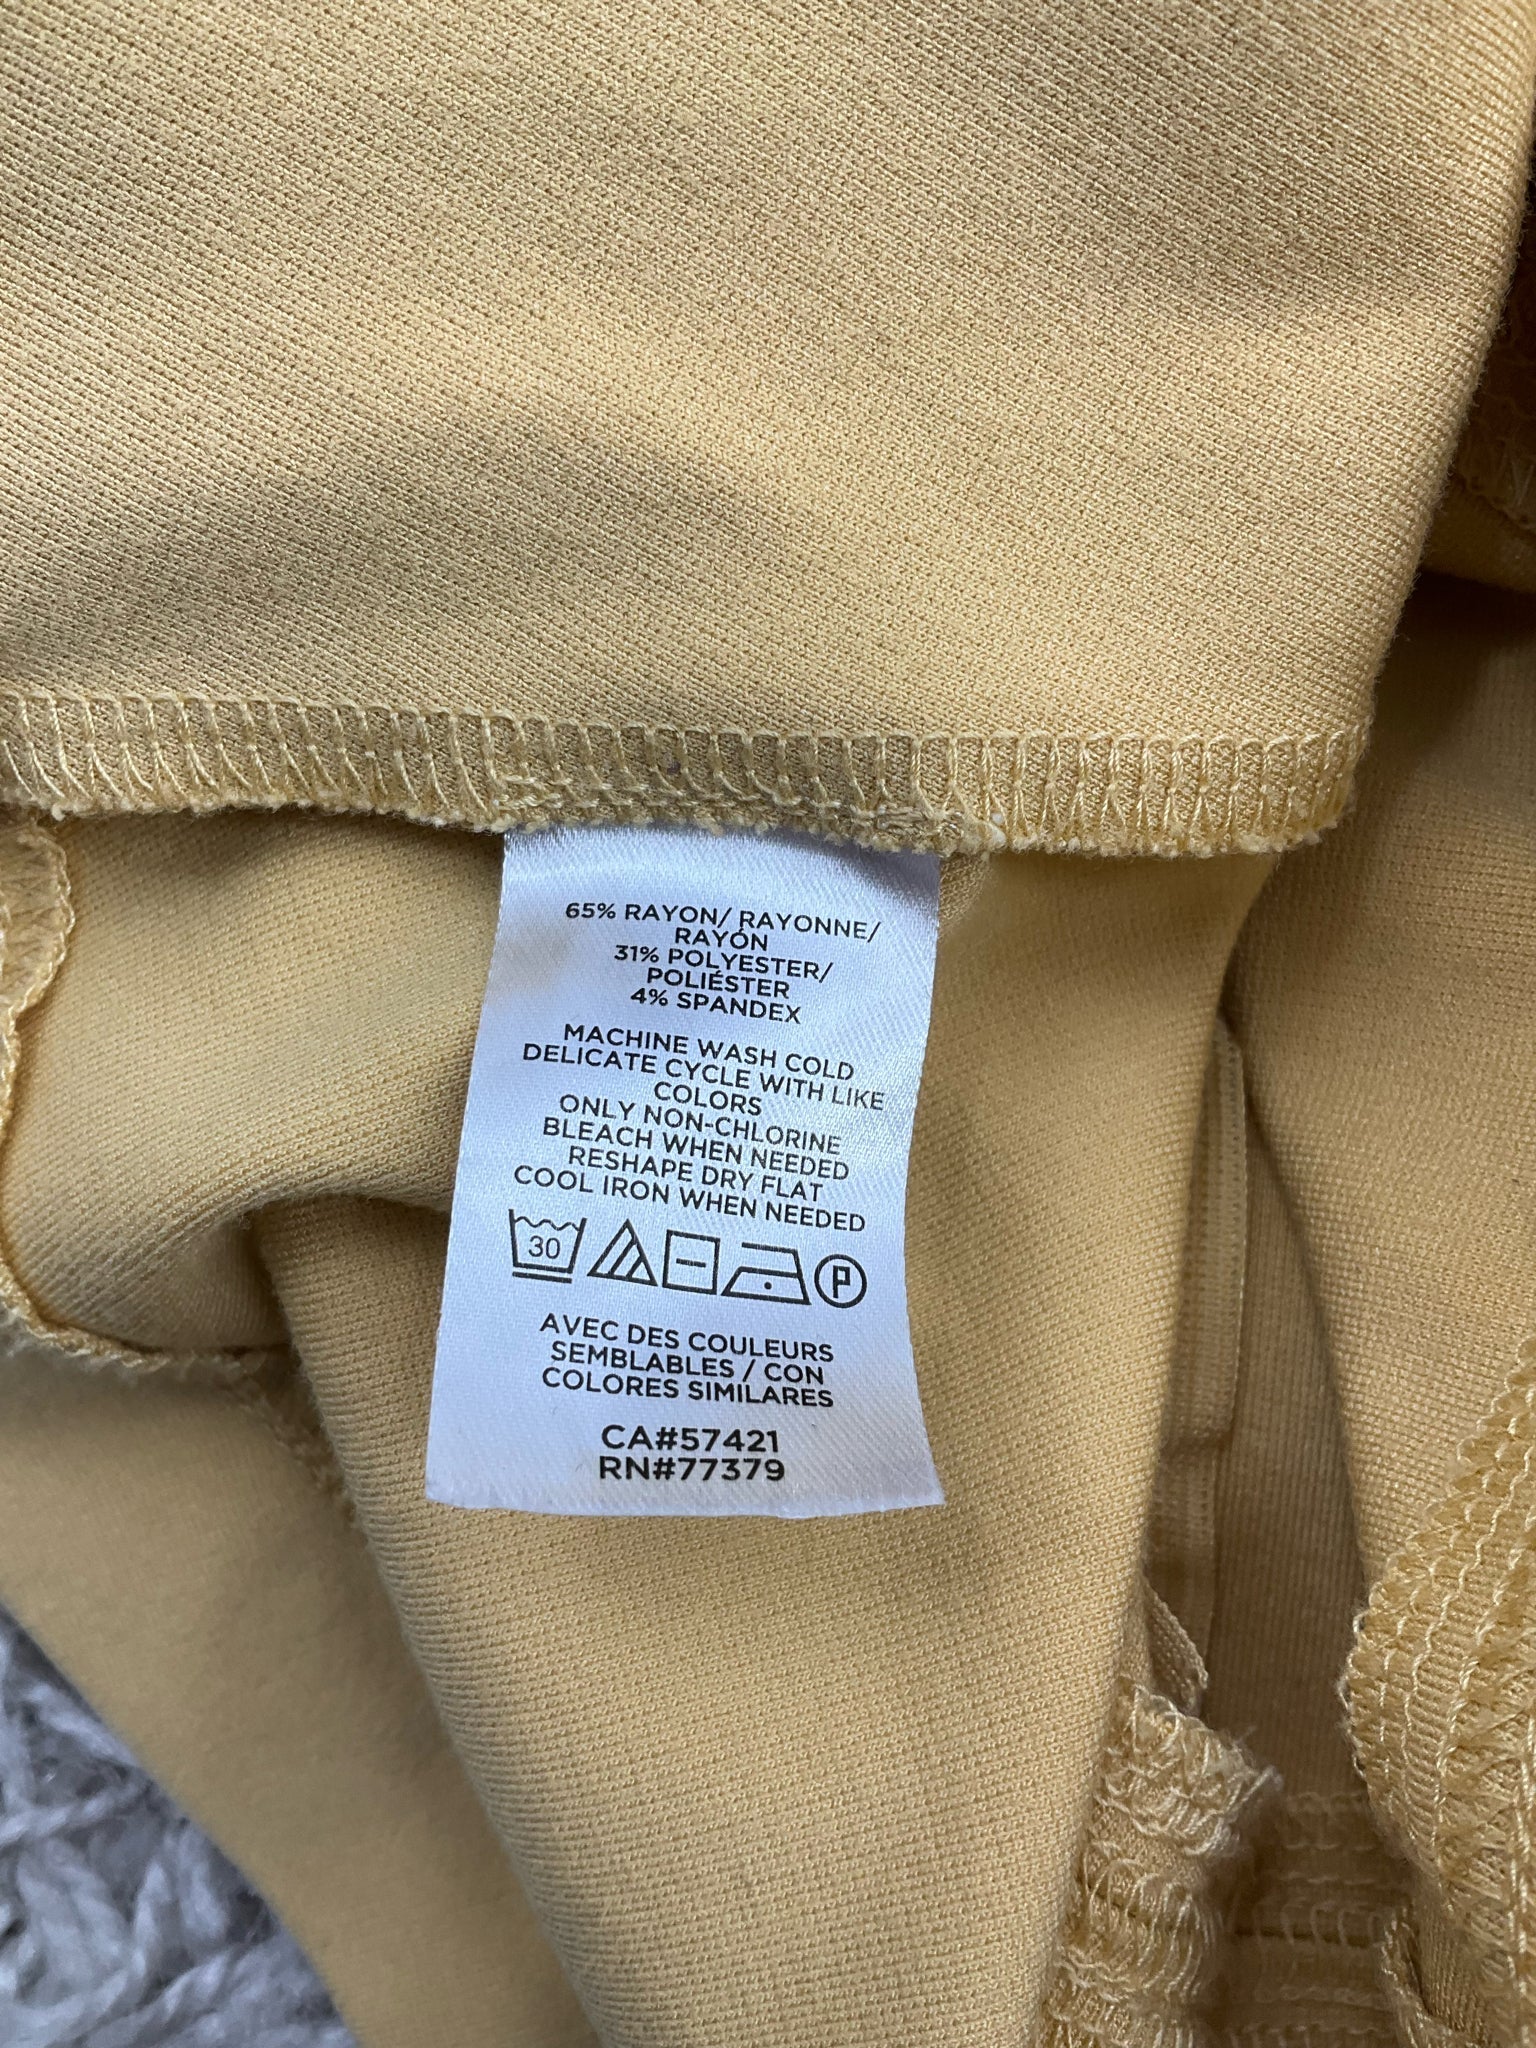 65% RAYON/ RAYONNE/
RAYÓN
31% POLYESTER/
POLIÉSTER
4% SPANDEX
MACHINE WASH COLD
DELICATE CYCLE WITH LIKE
COLORS
ONLY NON-CHLORINE
BLEACH WHEN NEEDED
RESHAPE DRY FLAT
COOL IRON WHEN NEEDED
30 P
AVEC DES COULEURS
SEMBLABLES / CON
COLORES SIMILARES
CA#57421
RN#77379